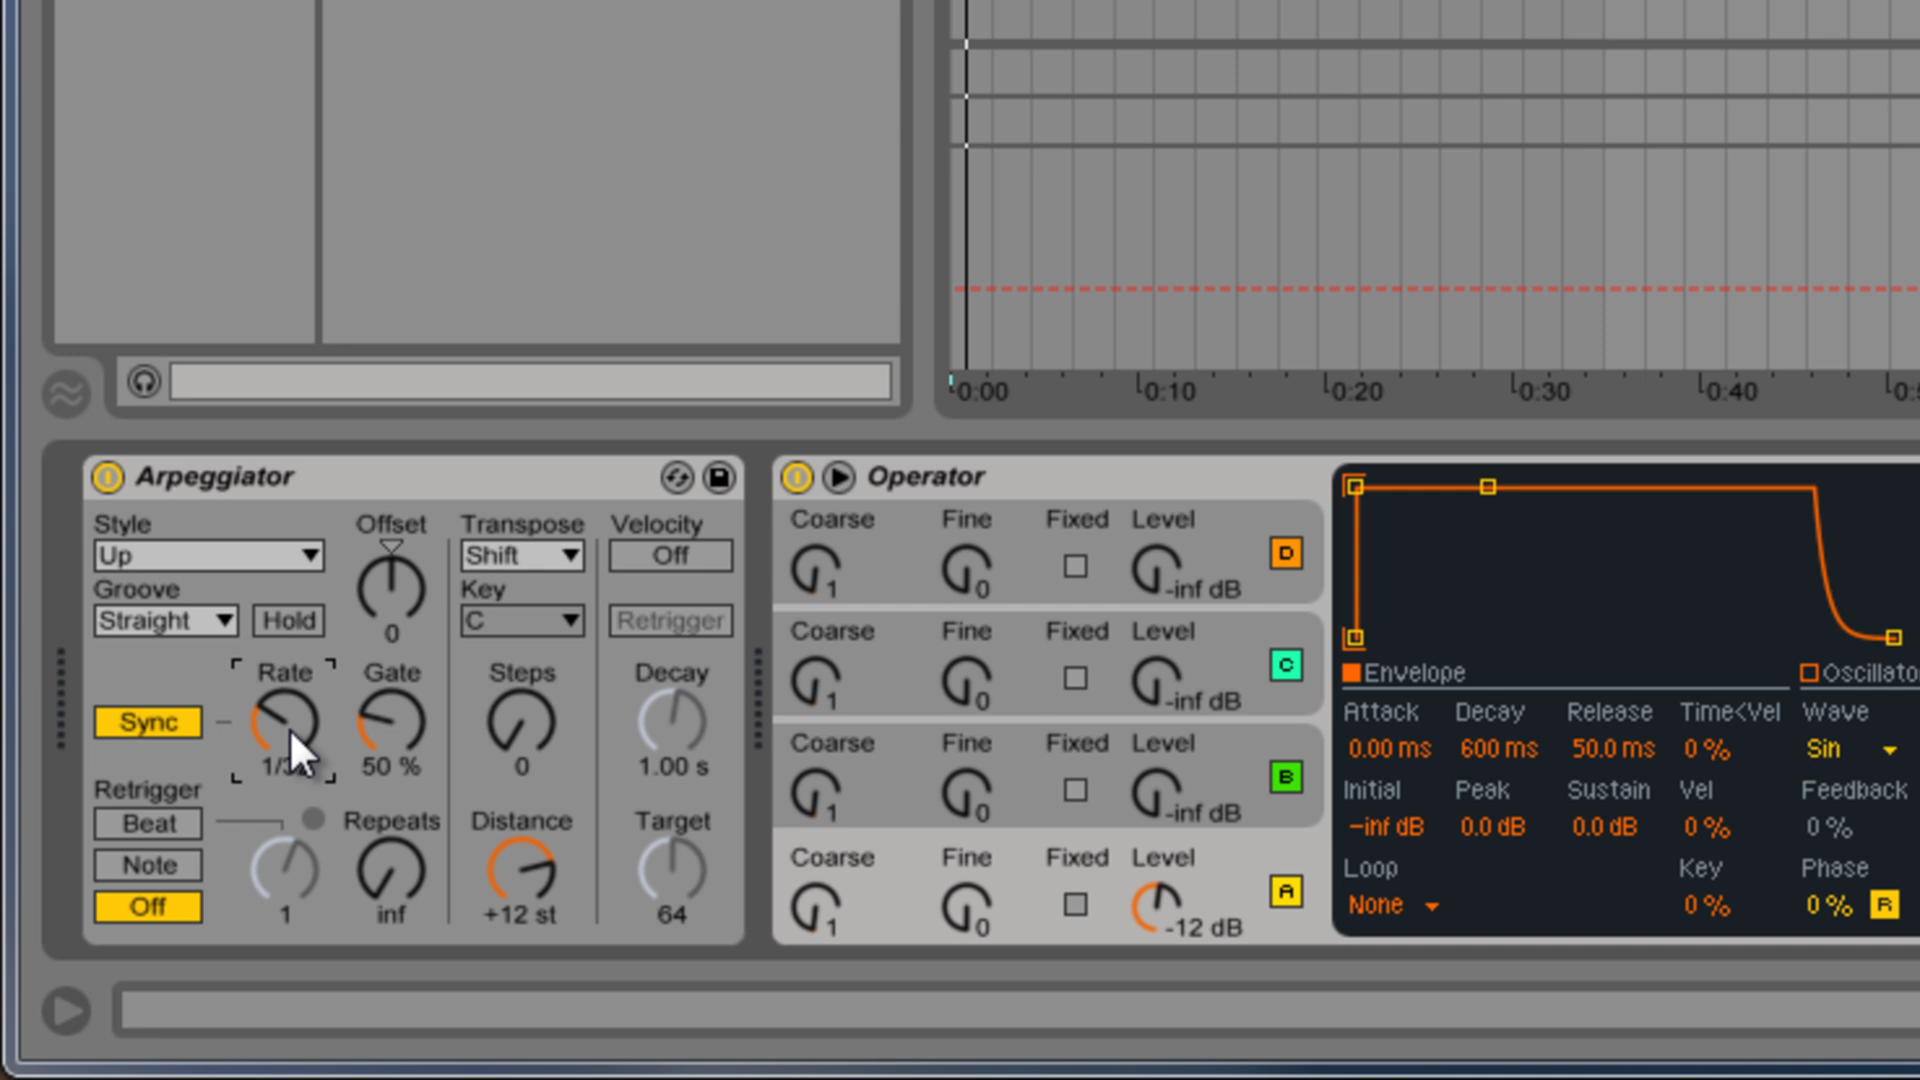 0:00 0:10 0:20 0:30 0:40
Arpeggiator
Style Offset Transpose Velocity
Up Shift Off
Groove Key
Straight Hold 0 C Retrigger
Rate Gate Steps Decay
Sync
50 % 0 1.00 s
Retrigger
Beat Repeats Distance Target
Note
Off 1 inf +12 st 64
Operator
Coarse Fine Fixed Level
1 0 -inf dB D
Coarse Fine Fixed Level
1 0 -inf dB C
Coarse Fine Fixed Level
1 0 -inf dB B
Coarse Fine Fixed Level
1 0 -12 dB A
Envelope
Attack Decay Release Time<Vel Wave
0.00 ms 600 ms 50.0 ms 0 % Sin
Initial Peak Sustain Vel Feedback
-inf dB 0.0 dB 0.0 dB 0 % 0 %
Loop Key Phase
None 0 % 0 % R